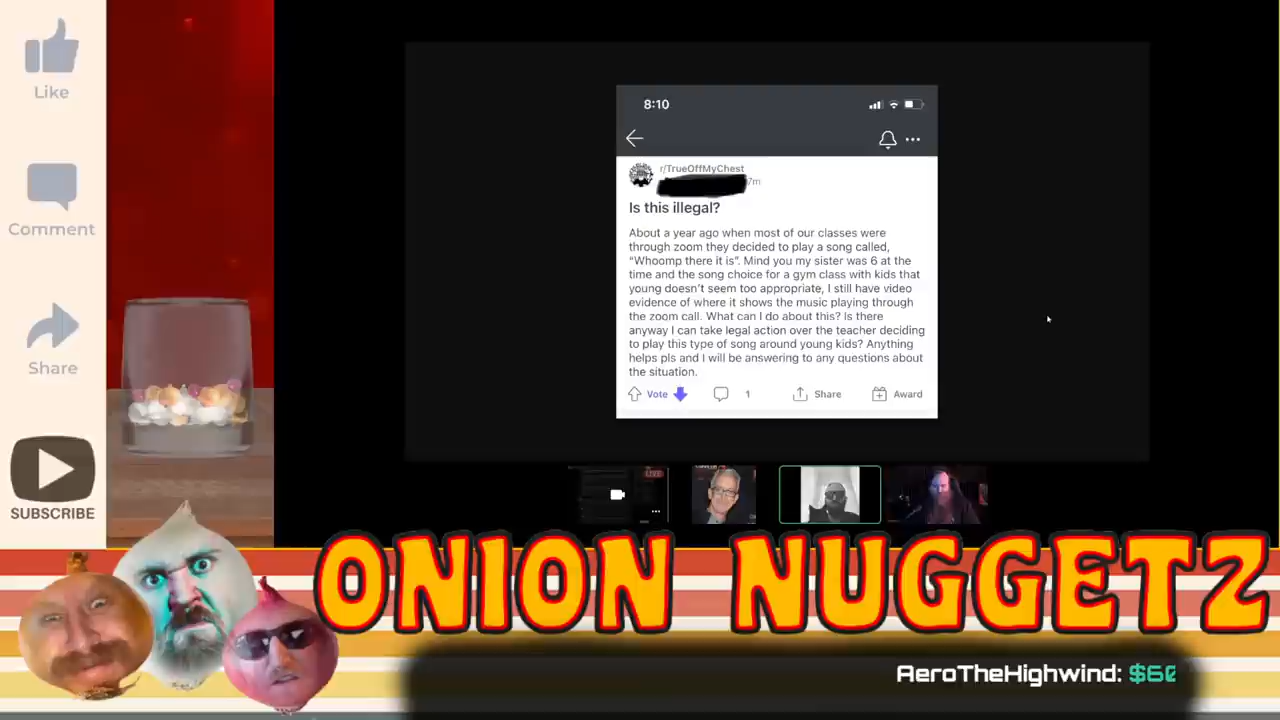 Like
Comment
Share
SUBSCRIBE
8:10
r/TrueOffMyChest
7m
Is this illegal?
About a year ago when most of our classes were
through zoom they decided to play a song called,
“Whoomp there it is”. Mind you my sister was 6 at the
time and the song choice for a gym class with kids that
young doesn’t seem too appropriate, I still have video
evidence of where it shows the music playing through
the zoom call. What can I do about this? Is there
anyway I can take legal action over the teacher deciding
to play this type of song around young kids? Anything
helps pls and I will be answering to any questions about
the situation.
Vote 1 Share Award
ONION NUGGETZ
AeroTheHighwind: $60